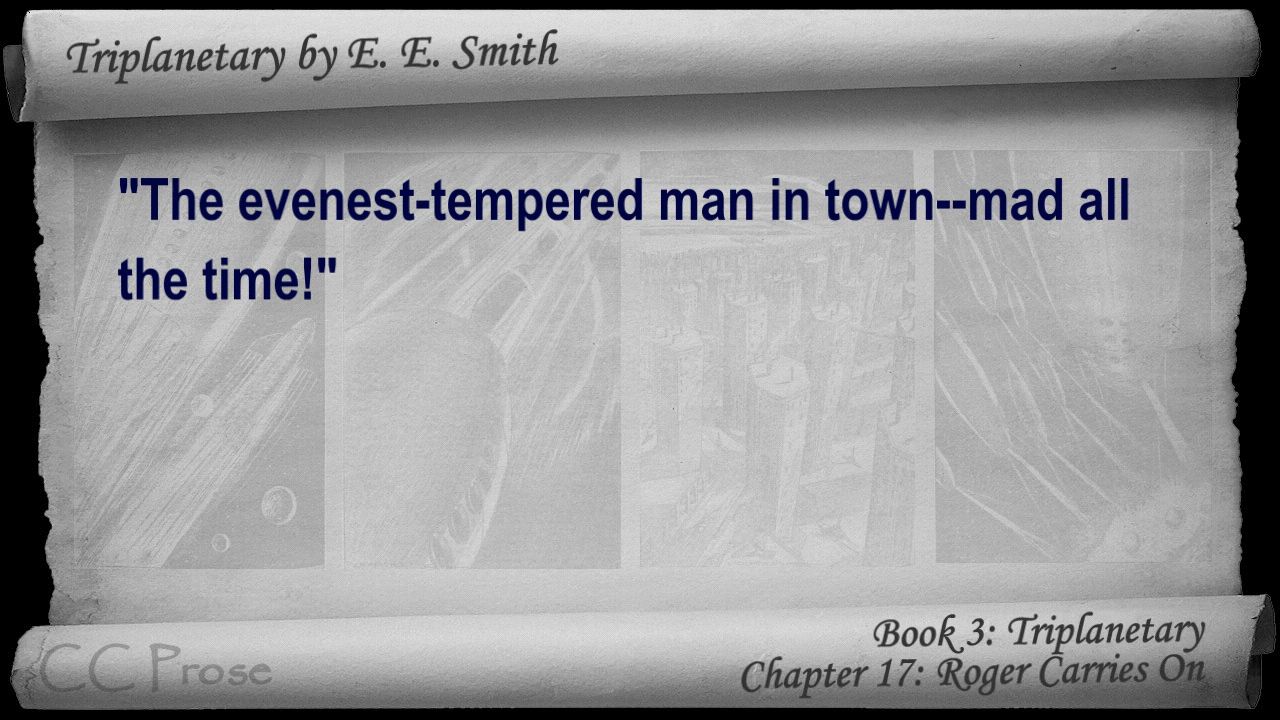 Triplanetary by E. E. Smith
"The evenest-tempered man in town--mad all
the time!"
Book 3: Triplanetary
Chapter 17: Roger Carries On
CC Prose